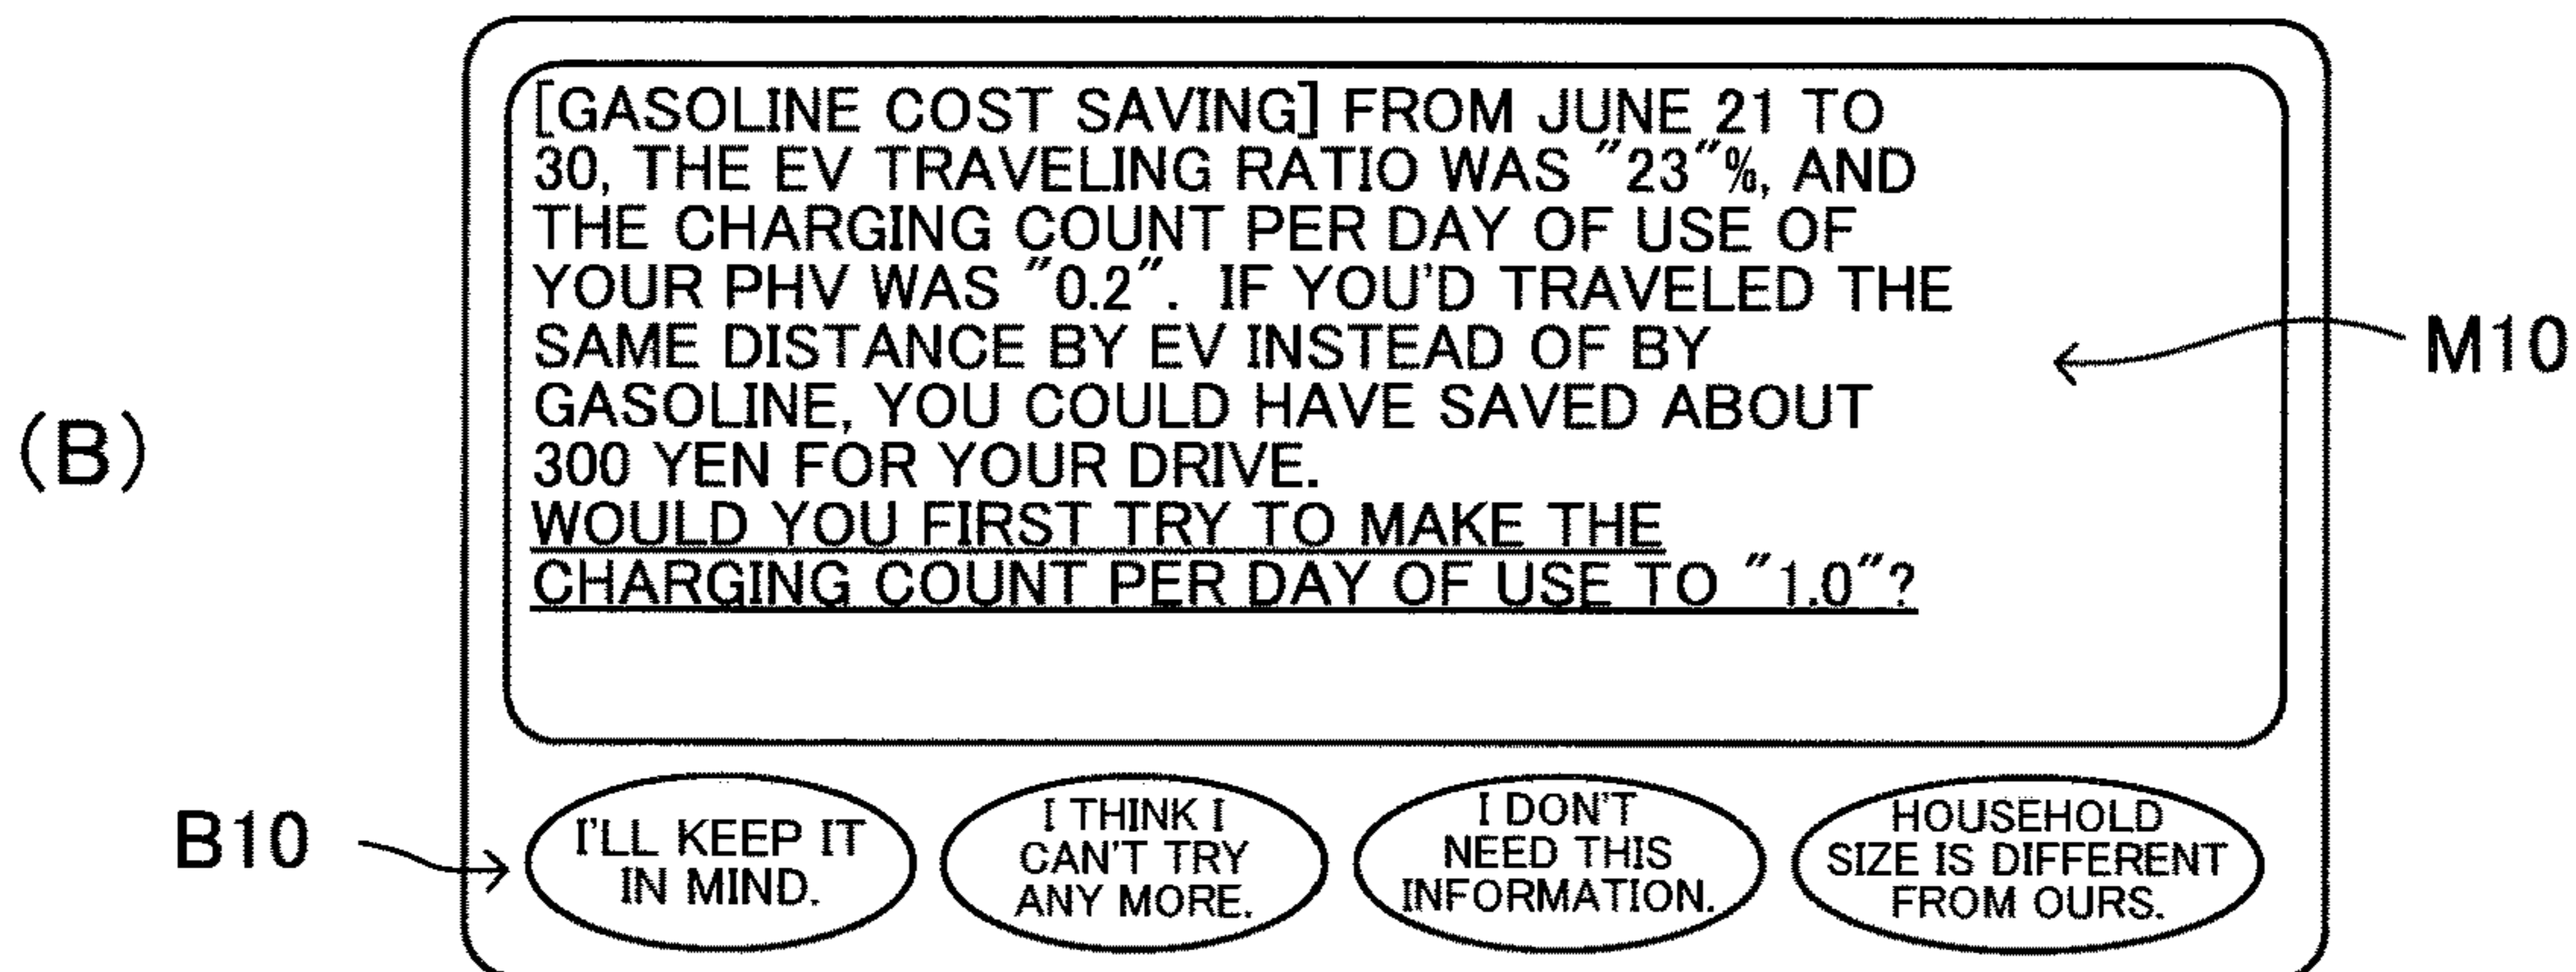 [GASOLINE COST SAVING] FROM JUNE 21 TO
30, THE EV TRAVELING RATIO WAS "23"%, AND
THE CHARGING COUNT PER DAY OF USE OF
YOUR PHV WAS "0.2". IF YOU'D TRAVELED THE
SAME DISTANCE BY EV INSTEAD OF BY
GASOLINE, YOU COULD HAVE SAVED ABOUT
300 YEN FOR YOUR DRIVE.
WOULD YOU FIRST TRY TO MAKE THE
CHARGING COUNT PER DAY OF USE TO "1.0"?
M10
(B)
B10
I'LL KEEP IT
IN MIND.
I THINK I
CAN'T TRY
ANY MORE.
I DON'T
NEED THIS
INFORMATION.
HOUSEHOLD
SIZE IS DIFFERENT
FROM OURS.